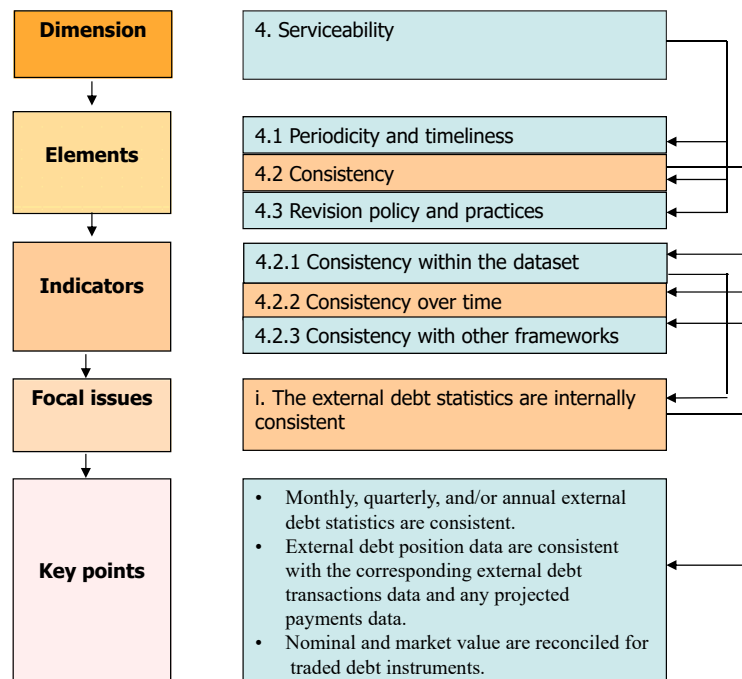 Dimension
4. Serviceability
Elements
4.1 Periodicity and timeliness
4.2 Consistency
4.3 Revision policy and practices
Indicators
4.2.1 Consistency within the dataset
4.2.2 Consistency over time
4.2.3 Consistency with other frameworks
Focal issues
i. The external debt statistics are internally
consistent
Key points
• Monthly, quarterly, and/or annual external
debt statistics are consistent.
• External debt position data are consistent
with the corresponding external debt
transactions data and any projected
payments data.
• Nominal and market value are reconciled for
traded debt instruments.